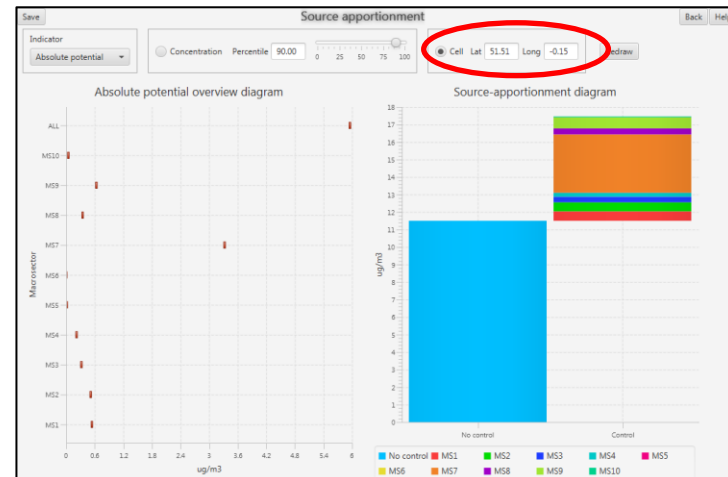 Save Source apportionment Back Help
Indicator
Absolute potential
Concentration Percentile 90.00 0 25 50 75 100
Cell Lat 51.51 Long -0.15
Absolute potential overview diagram
ALL
MS10
MS9
MS8
MS7
MS6
MS5
MS4
MS3
MS2
MS1
Macrosector
0 0.6 1.2 1.8 2.4 3 3.6 4.2 4.8 5.4 6
ug/m3
Source-apportionment diagram
18
17
16
15
14
13
12
11
10
9
8
7
6
5
4
3
2
1
0
ug/m3
No control Control
No control MS1 MS2 MS3 MS4 MS5
MS6 MS7 MS8 MS9 MS10